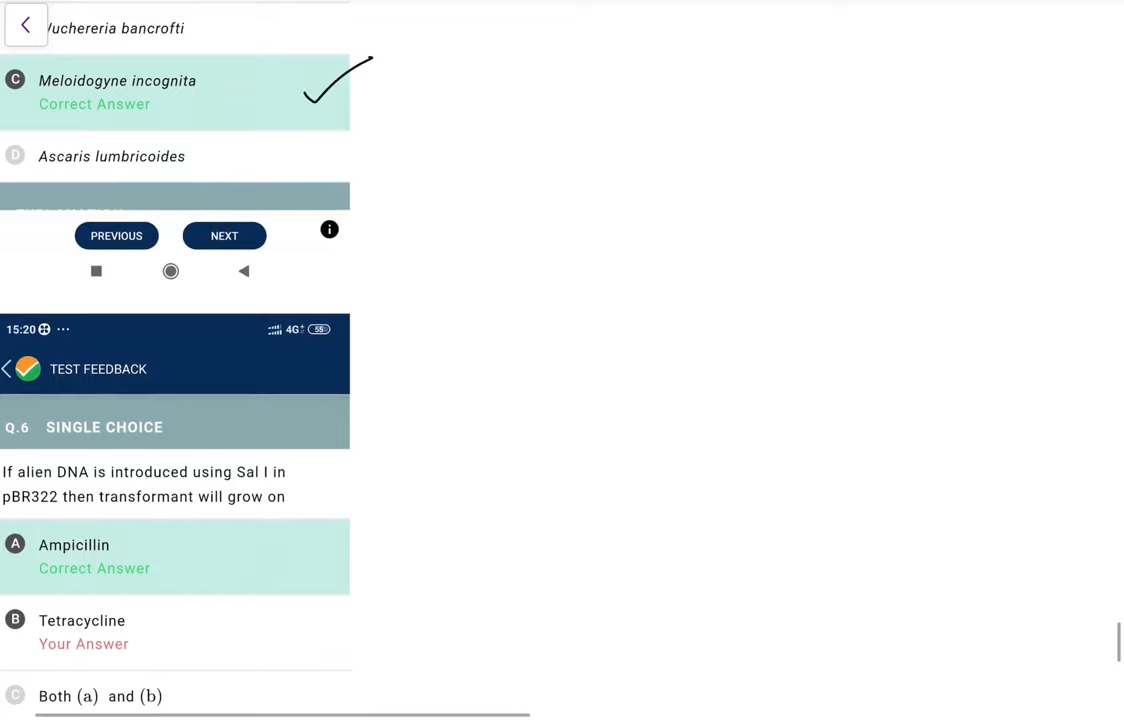 uchereria bancrofti
C Meloidogyne incognita
Correct Answer
D Ascaris lumbricoides
PREVIOUS NEXT
15:20 ... 4G+ 55
TEST FEEDBACK
Q.6 SINGLE CHOICE
If alien DNA is introduced using Sal I in
pBR322 then transformant will grow on
A Ampicillin
Correct Answer
B Tetracycline
Your Answer
C Both (a) and (b)